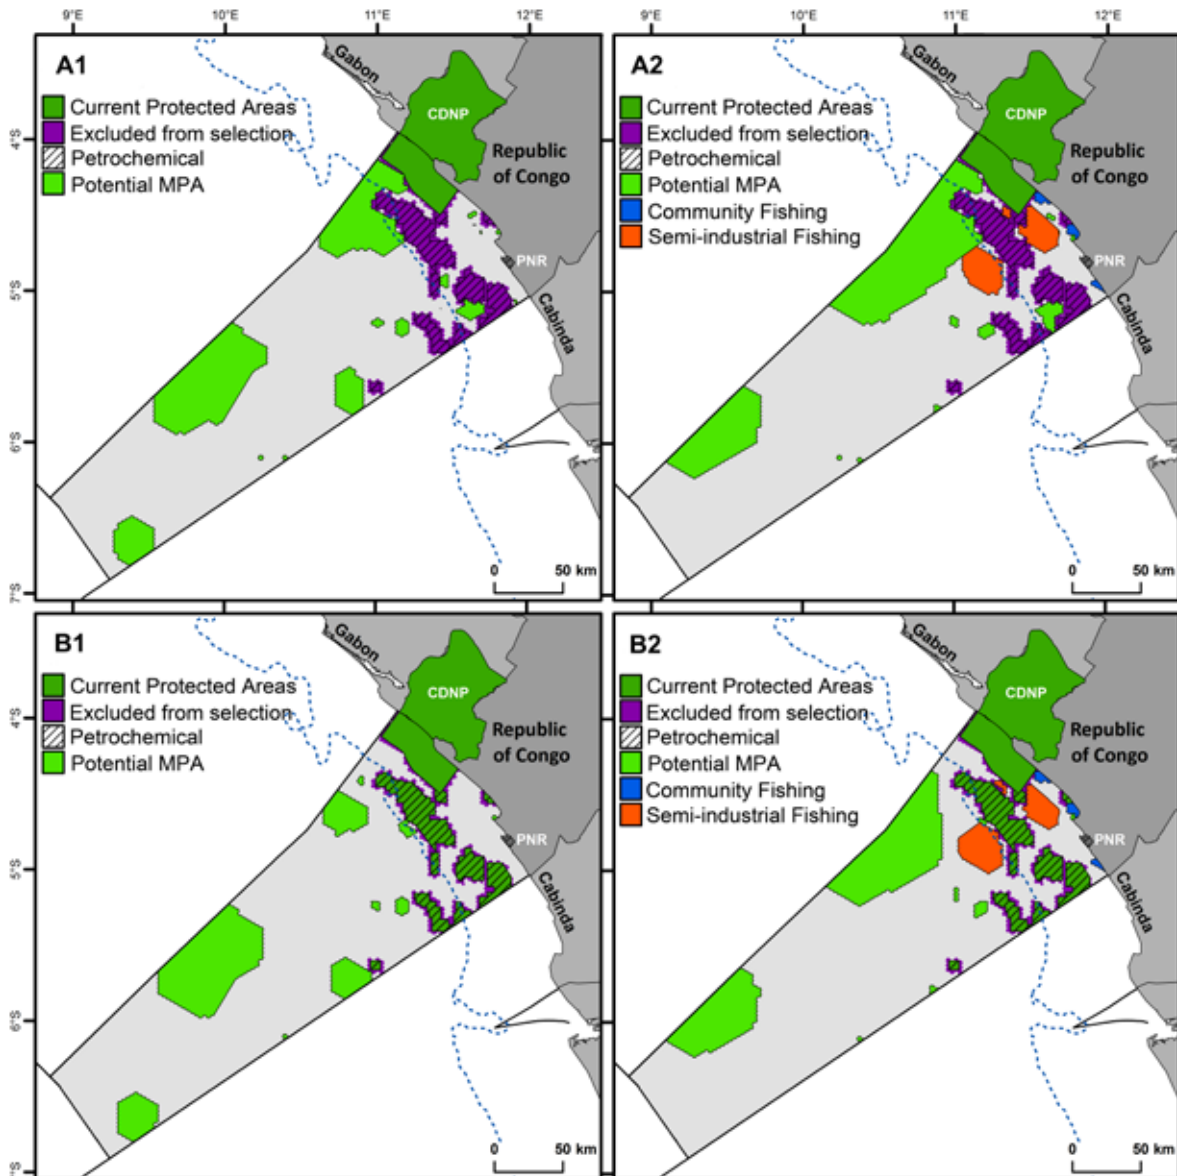 9°E 10°E 11°E 12°E 9°E 10°E 11°E 12°E
A1
Gabon
CDNP
Current Protected Areas
Excluded from selection
Petrochemical
Potential MPA
Republic
of Congo
PNR
Cabinda
4°S
5°S
6°S
7°S
0 50 km
A2
Gabon
CDNP
Current Protected Areas
Excluded from selection
Petrochemical
Potential MPA
Community Fishing
Semi-industrial Fishing
Republic
of Congo
PNR
Cabinda
0 50 km
B1
Gabon
CDNP
Current Protected Areas
Excluded from selection
Petrochemical
Potential MPA
Republic
of Congo
PNR
Cabinda
4°S
5°S
6°S
7°S
0 50 km
B2
Gabon
CDNP
Current Protected Areas
Excluded from selection
Petrochemical
Potential MPA
Community Fishing
Semi-industrial Fishing
Republic
of Congo
PNR
Cabinda
0 50 km